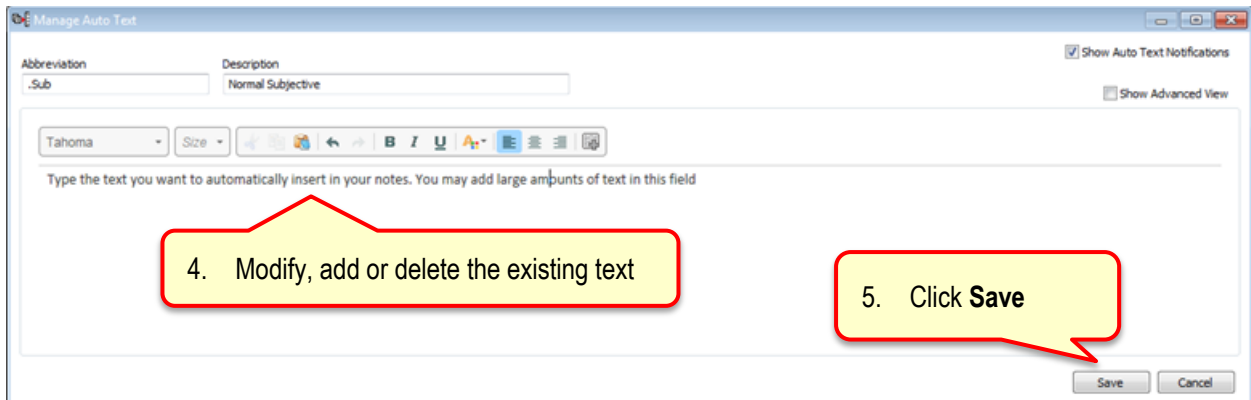 Manage Auto Text
Show Auto Text Notifications
Abbreviation Description
.Sub Normal Subjective
Show Advanced View
Tahoma Size B I U A
Type the text you want to automatically insert in your notes. You may add large amounts of text in this field
4. Modify, add or delete the existing text
5. Click Save
Save Cancel